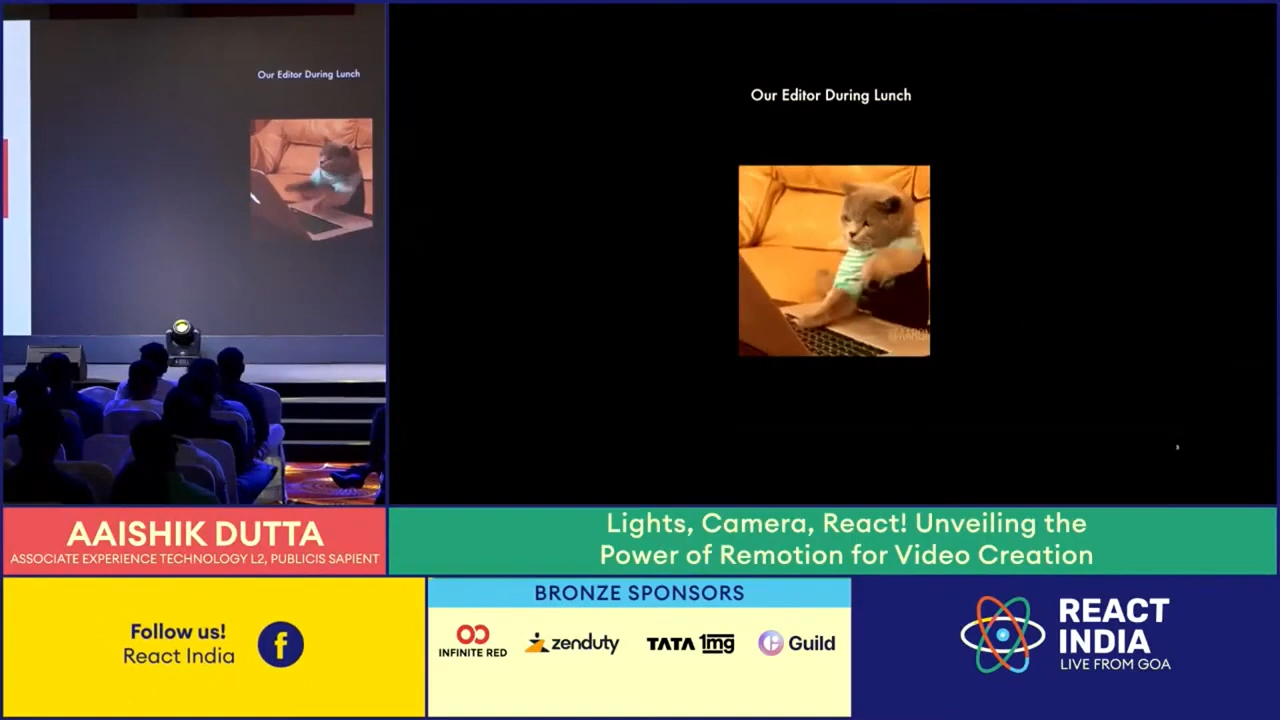 Our Editor During Lunch
Our Editor During Lunch
AAISHIK DUTTA
ASSOCIATE EXPERIENCE TECHNOLOGY L2, PUBLICIS SAPIENT
Lights, Camera, React! Unveiling the
Power of Remotion for Video Creation
Follow us!
React India
f
BRONZE SPONSORS
INFINITE RED
zenduty
TATA 1mg
Guild
REACT
INDIA
LIVE FROM GOA